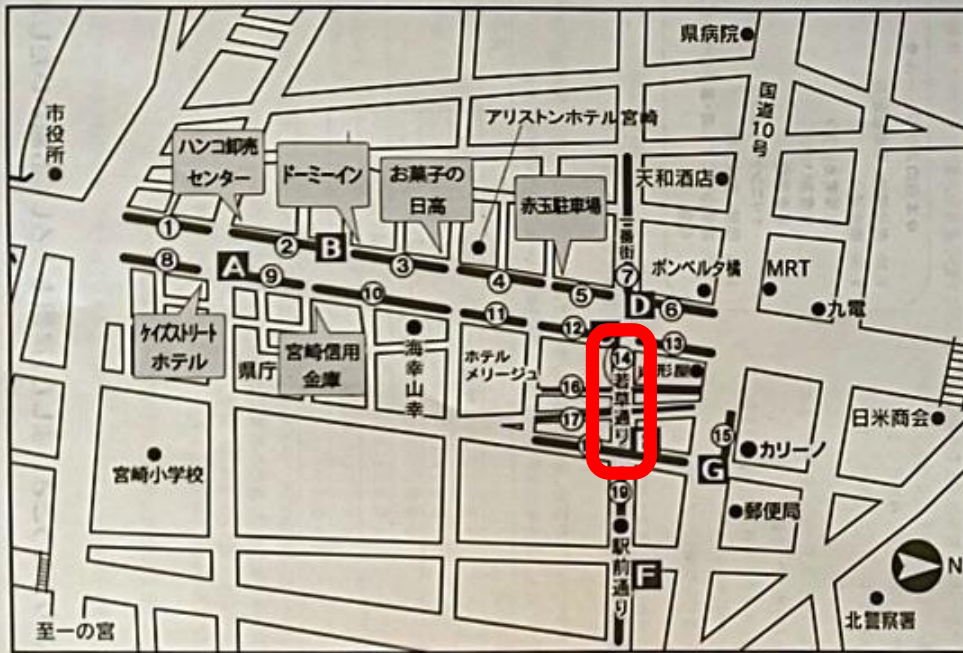 県病院
国道10号
市役所
アリストンホテル宮崎
ハンコ卸売
センター
ドーミーイン
お菓子の
日高
赤玉駐車場
天和酒店
一番街
ボンベルタ橘
MRT
九電
①
②
③
④
⑤
⑥
⑦
⑧
⑨
⑩
⑪
⑫
⑬
⑭
A
B
D
ケイズストリート
ホテル
県庁
宮崎信用
金庫
海幸山幸
ホテル
メリージュ
若草通り
⑮
⑯
⑰
カリーノ
日米商会
G
宮崎小学校
⑲
郵便局
駅前通り
F
N
北警察署
至一の宮